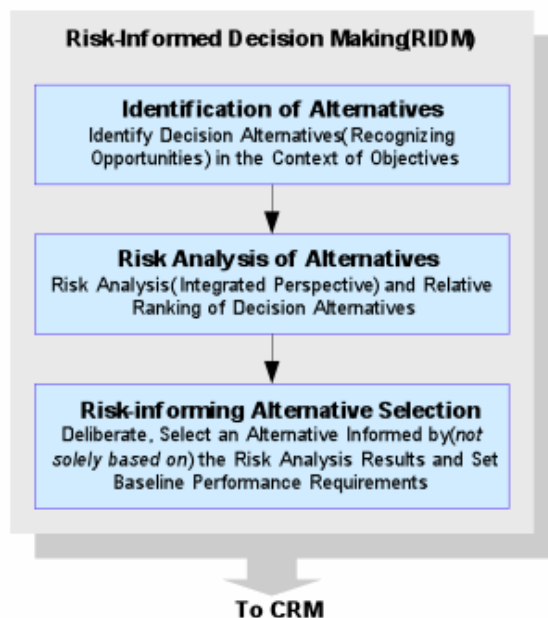 Risk-Informed Decision Making(RIDM)
Identification of Alternatives
Identify Decision Alternatives(Recognizing
Opportunities) in the Context of Objectives
Risk Analysis of Alternatives
Risk Analysis(Integrated Perspective) and Relative
Ranking of Decision Alternatives
Risk-informing Alternative Selection
Deliberate, Select an Alternative Informed by(not
solely based on) the Risk Analysis Results and Set
Baseline Performance Requirements
To CRM